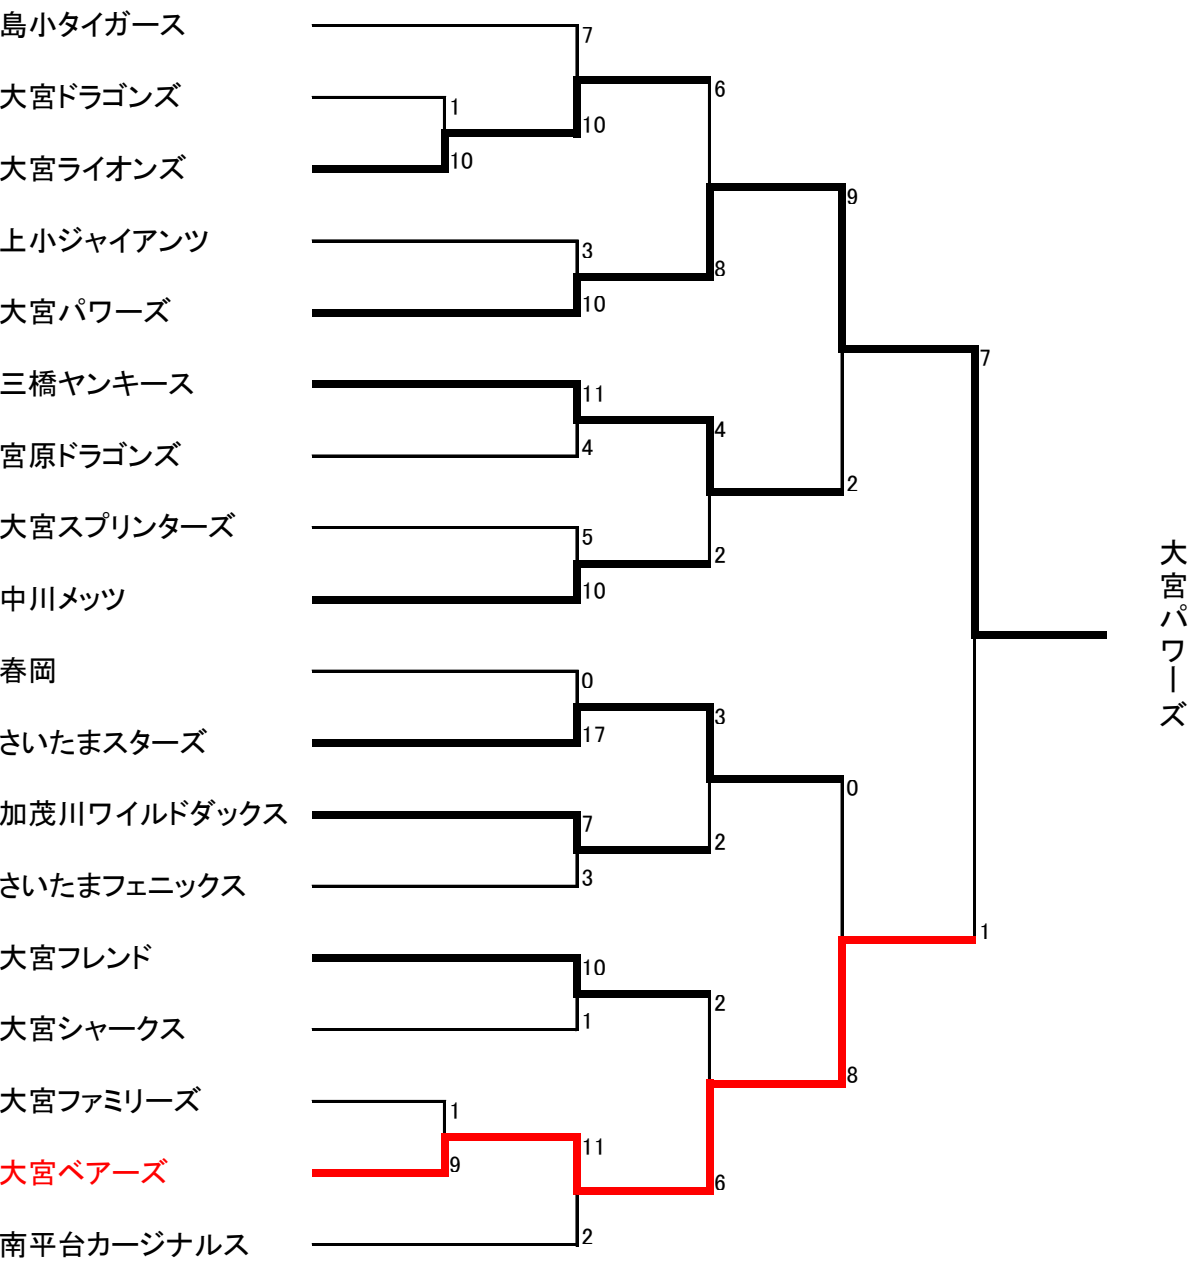 島小タイガース
7
6
大宮ドラゴンズ
1
10
大宮ライオンズ
10
9
上小ジャイアンツ
3
8
大宮パワーズ
10
7
三橋ヤンキース
11
4
宮原ドラゴンズ
4
2
大宮スプリンターズ
5
2
大宮パワーズ
中川メッツ
10
春岡
0
3
さいたまスターズ
17
0
加茂川ワイルドダックス
7
2
さいたまフェニックス
3
1
大宮フレンド
10
2
大宮シャークス
1
8
大宮ファミリーズ
1
11
大宮ベアーズ
9
6
南平台カージナルス
2